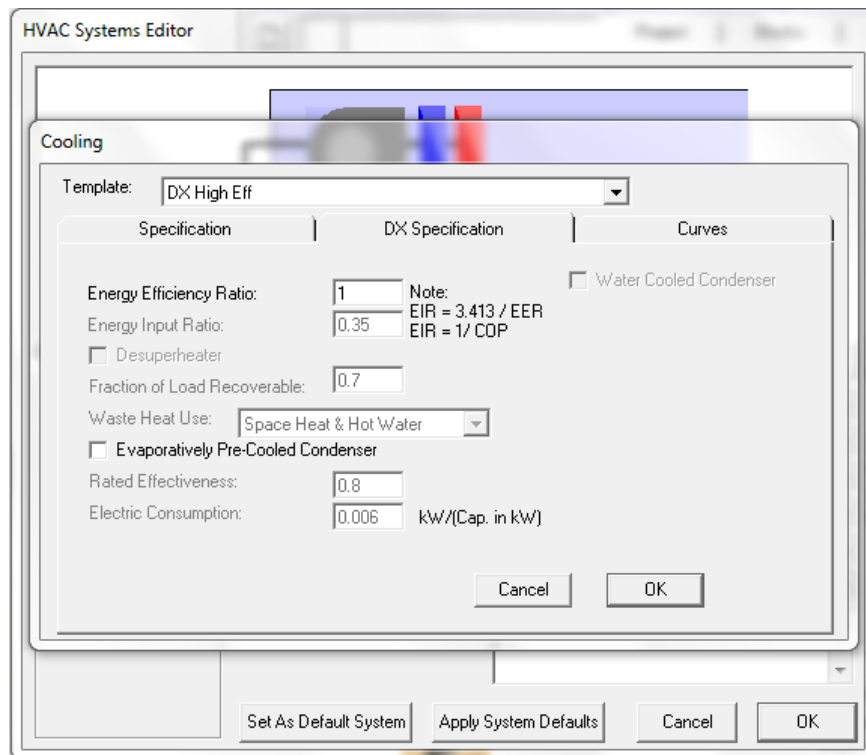 HVAC Systems Editor
Cooling
Template:
DX High Eff
Specification
DX Specification
Curves
Energy Efficiency Ratio:
1
Note:
Water Cooled Condenser
EIR = 3.413 / EER
Energy Input Ratio:
0.35
EIR = 1/ COP
Desuperheater
Fraction of Load Recoverable:
0.7
Waste Heat Use:
Space Heat & Hot Water
Evaporatively Pre-Cooled Condenser
Rated Effectiveness:
0.8
Electric Consumption:
0.006
kW/(Cap. in kW)
Cancel
OK
Set As Default System
Apply System Defaults
Cancel
OK